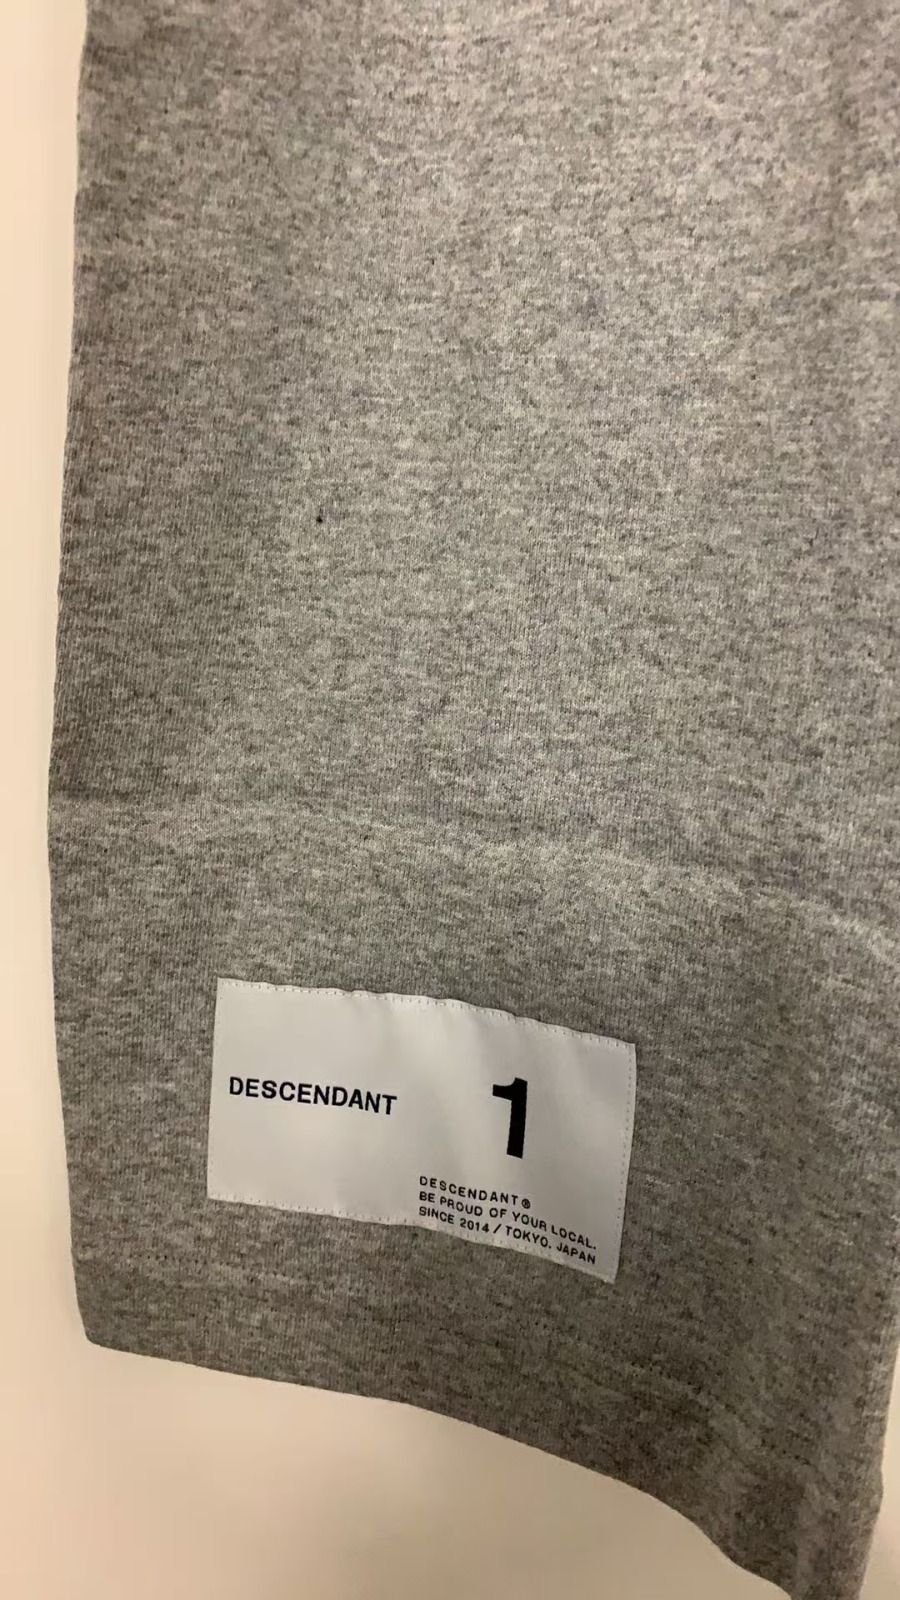 DESCENDANT
1
DESCENDANT®
BE PROUD OF YOUR LOCAL.
SINCE 2014 / TOKYO. JAPAN